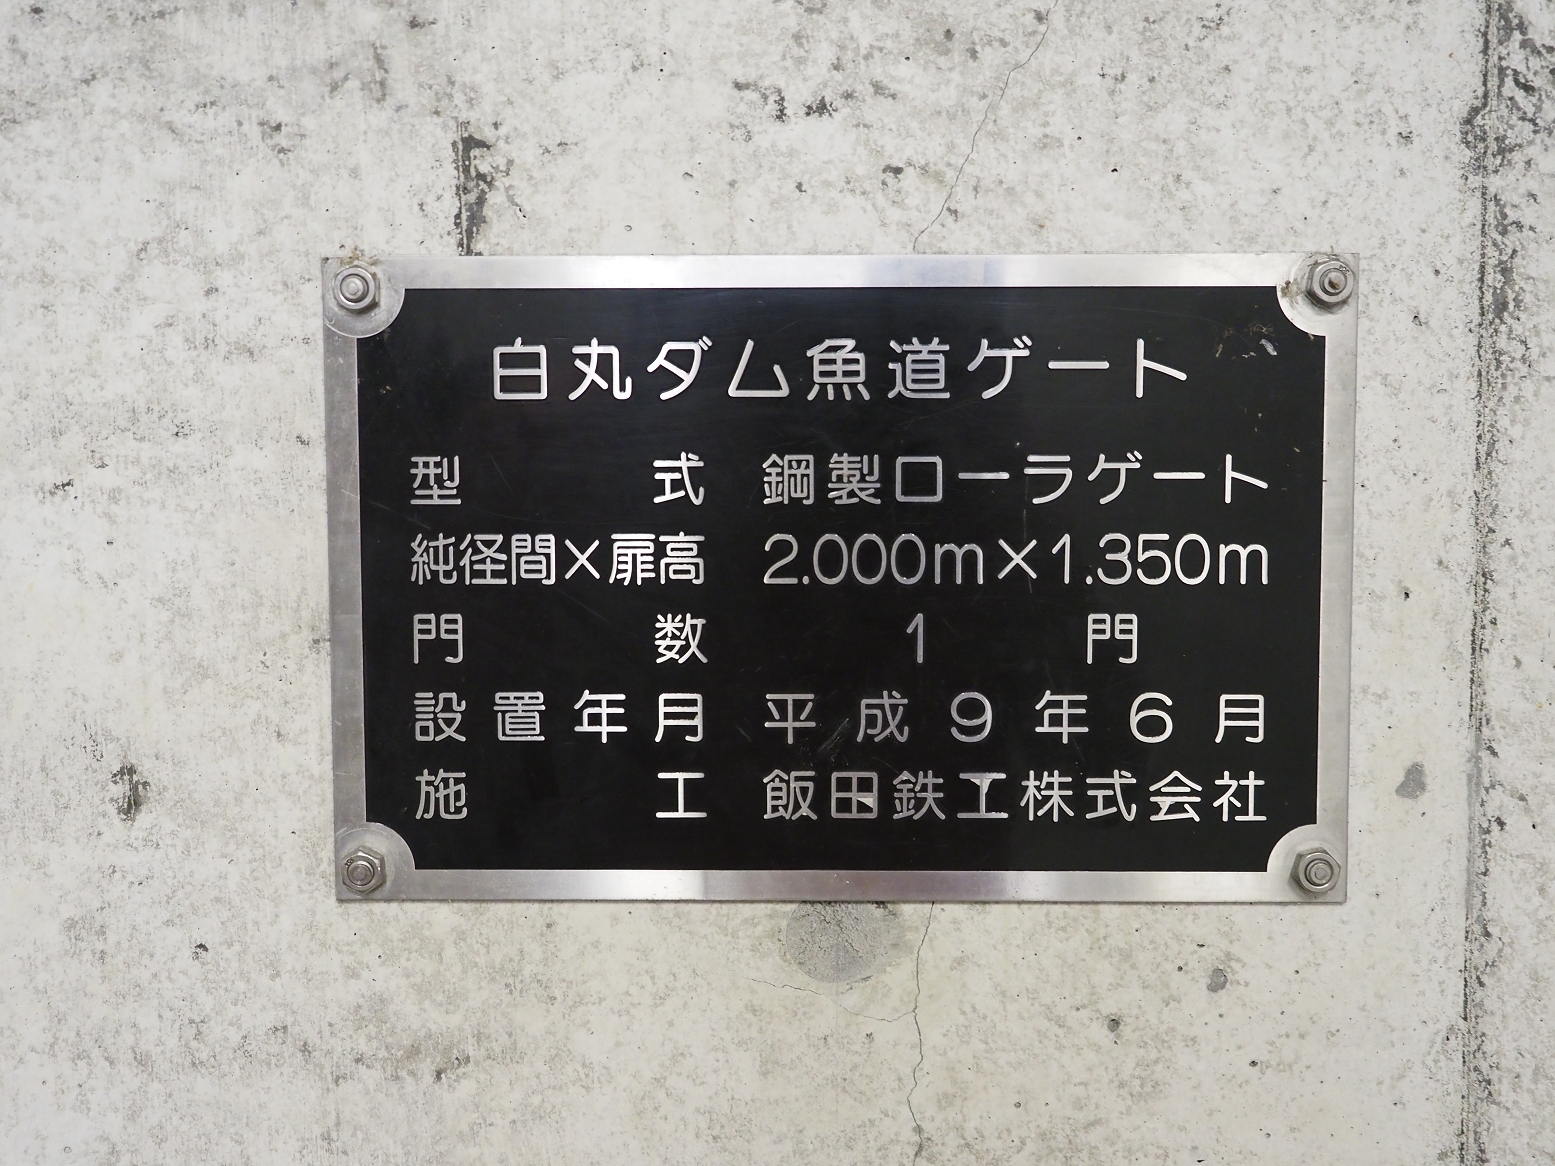 白丸ダム魚道ゲート
型式 鋼製ローラゲート
純径間×扉高 2.000m×1.350m
門数 1門
設置年月 平成9年6月
施工 飯田鉄工株式会社